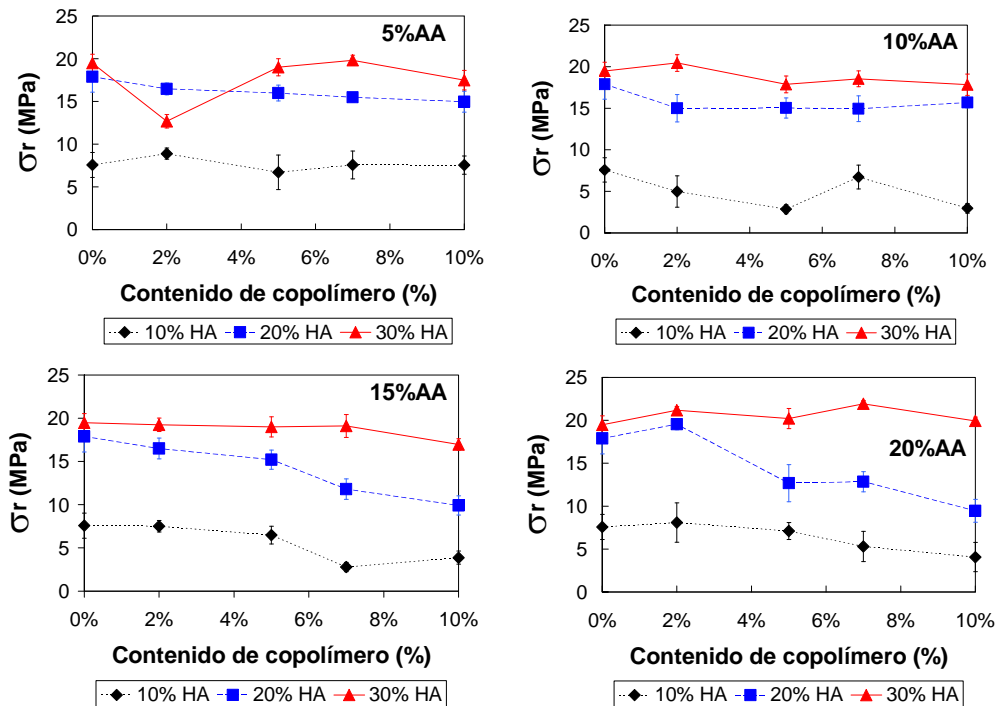 5%AA
σr (MPa)
25
20
15
10
5
0
0% 2% 4% 6% 8% 10%
Contenido de copolímero (%)
10% HA 20% HA 30% HA
10%AA
σr (MPa)
25
20
15
10
5
0
0% 2% 4% 6% 8% 10%
Contenido de copolímero (%)
10% HA 20% HA 30% HA
15%AA
σr (MPa)
25
20
15
10
5
0
0% 2% 4% 6% 8% 10%
Contenido de copolímero (%)
10% HA 20% HA 30% HA
20%AA
σr (MPa)
25
20
15
10
5
0
0% 2% 4% 6% 8% 10%
Contenido de copolímero (%)
10% HA 20% HA 30% HA